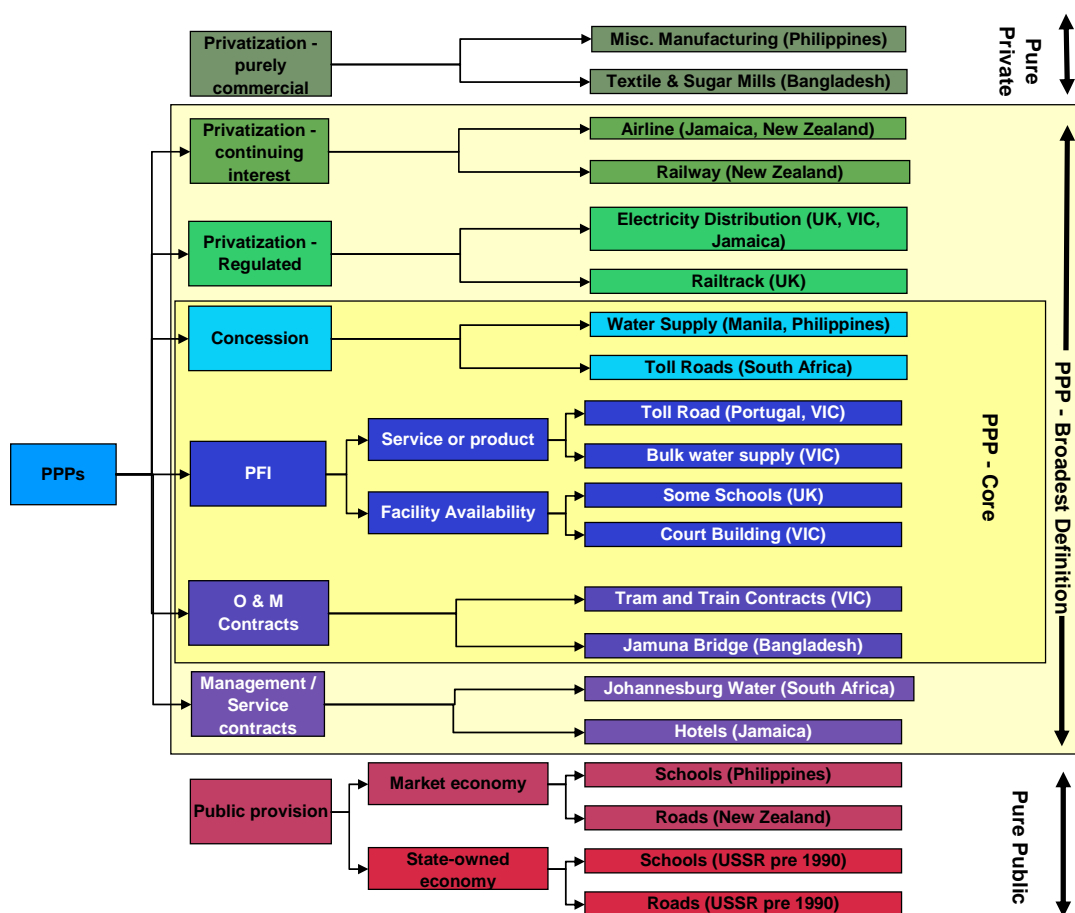 Privatization -
purely
commercial
Misc. Manufacturing (Philippines)
Textile & Sugar Mills (Bangladesh)
Pure
Private
Privatization -
continuing
interest
Airline (Jamaica, New Zealand)
Railway (New Zealand)
Privatization -
Regulated
Electricity Distribution (UK, VIC,
Jamaica)
Railtrack (UK)
Concession
Water Supply (Manila, Philippines)
Toll Roads (South Africa)
PPPs
PFI
Service or product
Toll Road (Portugal, VIC)
Bulk water supply (VIC)
Facility Availability
Some Schools (UK)
Court Building (VIC)
O & M
Contracts
Tram and Train Contracts (VIC)
Jamuna Bridge (Bangladesh)
PPP - Core
Management /
Service
contracts
Johannesburg Water (South Africa)
Hotels (Jamaica)
PPP - Broadest Definition
Public provision
Market economy
Schools (Philippines)
Roads (New Zealand)
State-owned
economy
Schools (USSR pre 1990)
Roads (USSR pre 1990)
Pure Public